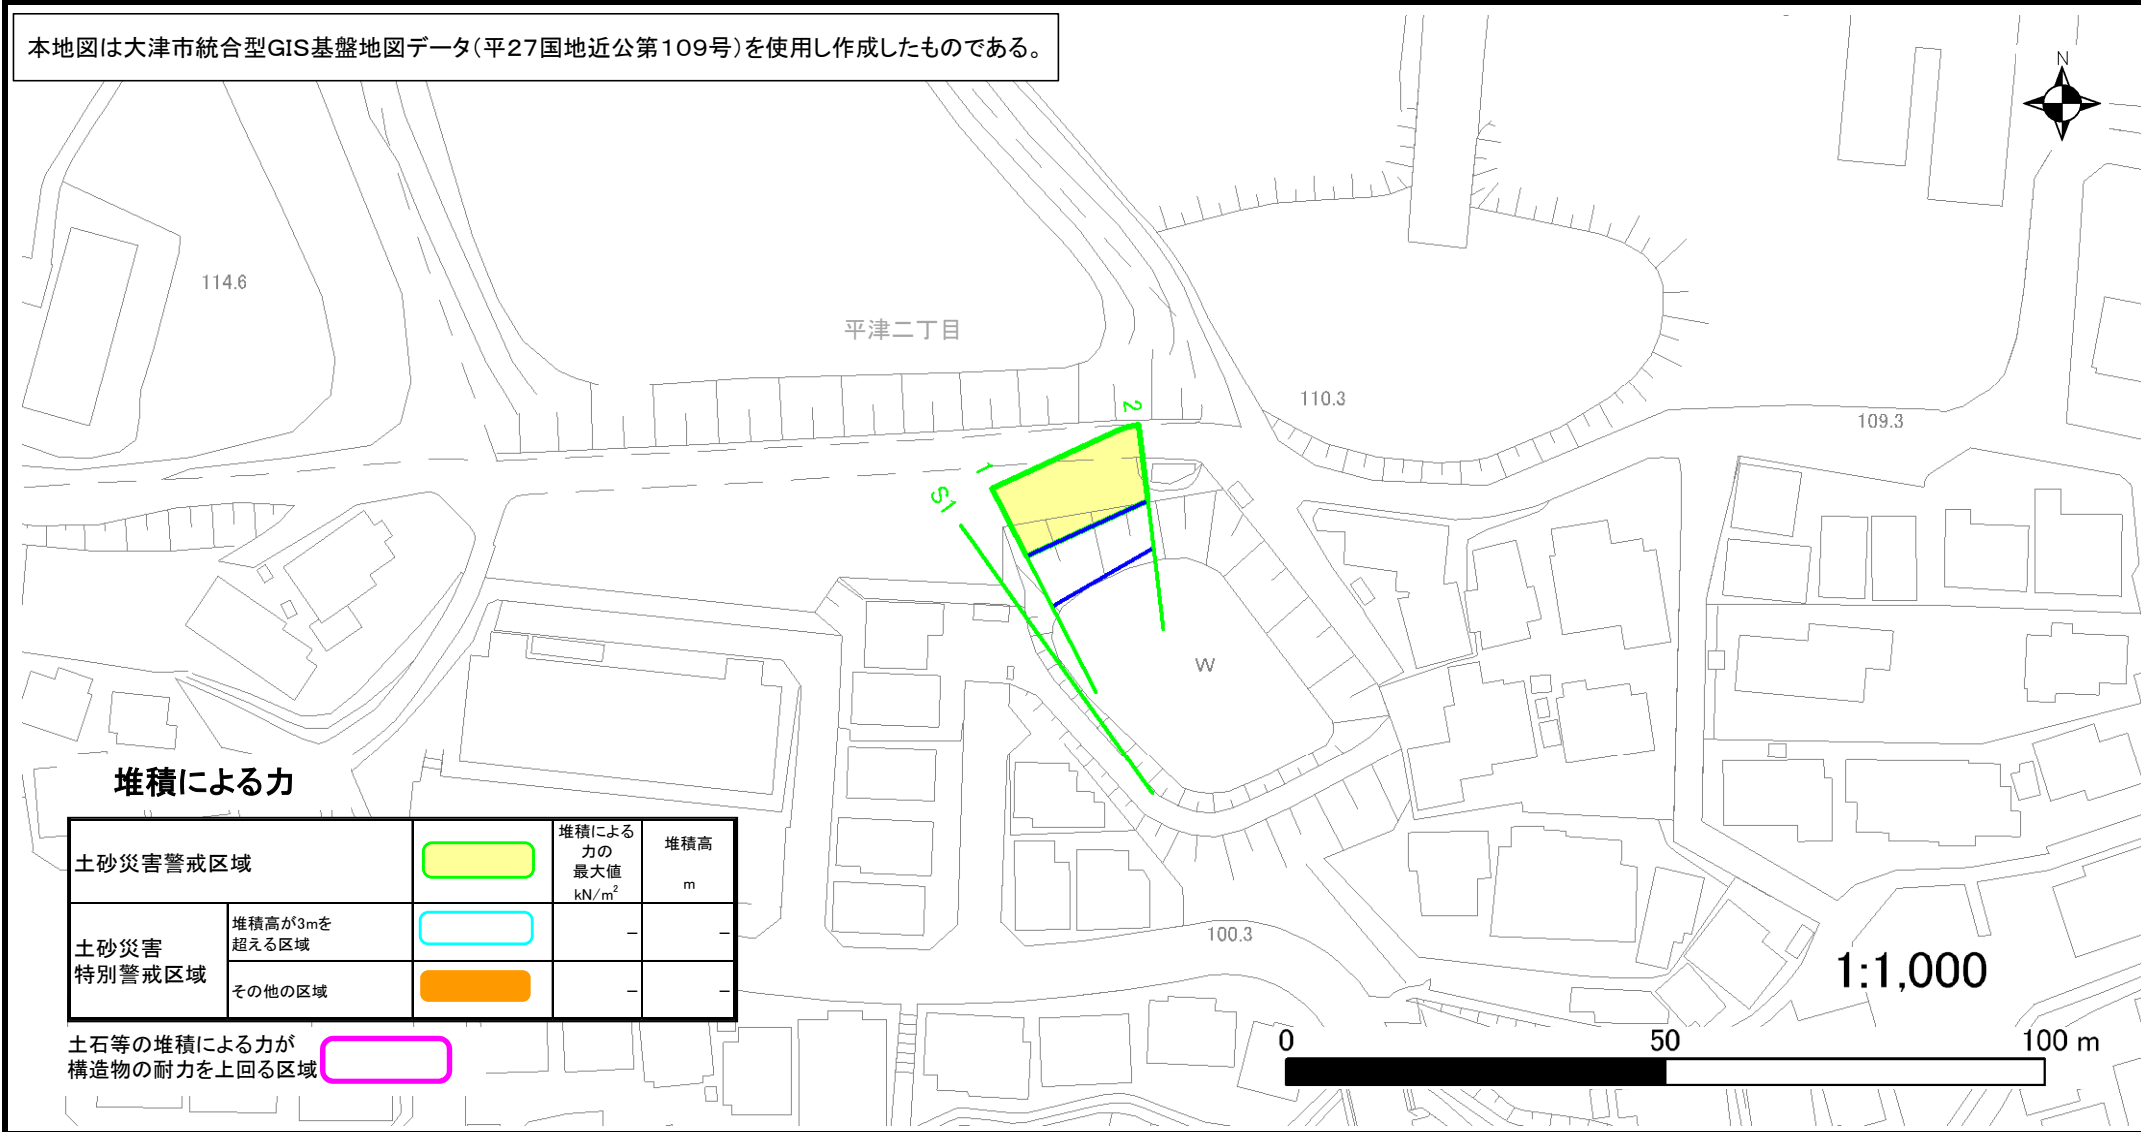 本地図は大津市統合型GIS基盤地図データ(平27国地近公第109号)を使用し作成したものである。
N
114.6
平津二丁目
110.3
109.3
2
1
S1
W
堆積による力
土砂災害警戒区域
堆積による
力の
最大値
kN/m²
堆積高
m
土砂災害
特別警戒区域
堆積高が3mを
超える区域
－
－
その他の区域
－
－
100.3
1:1,000
土石等の堆積による力が
構造物の耐力を上回る区域
0 50 100 m